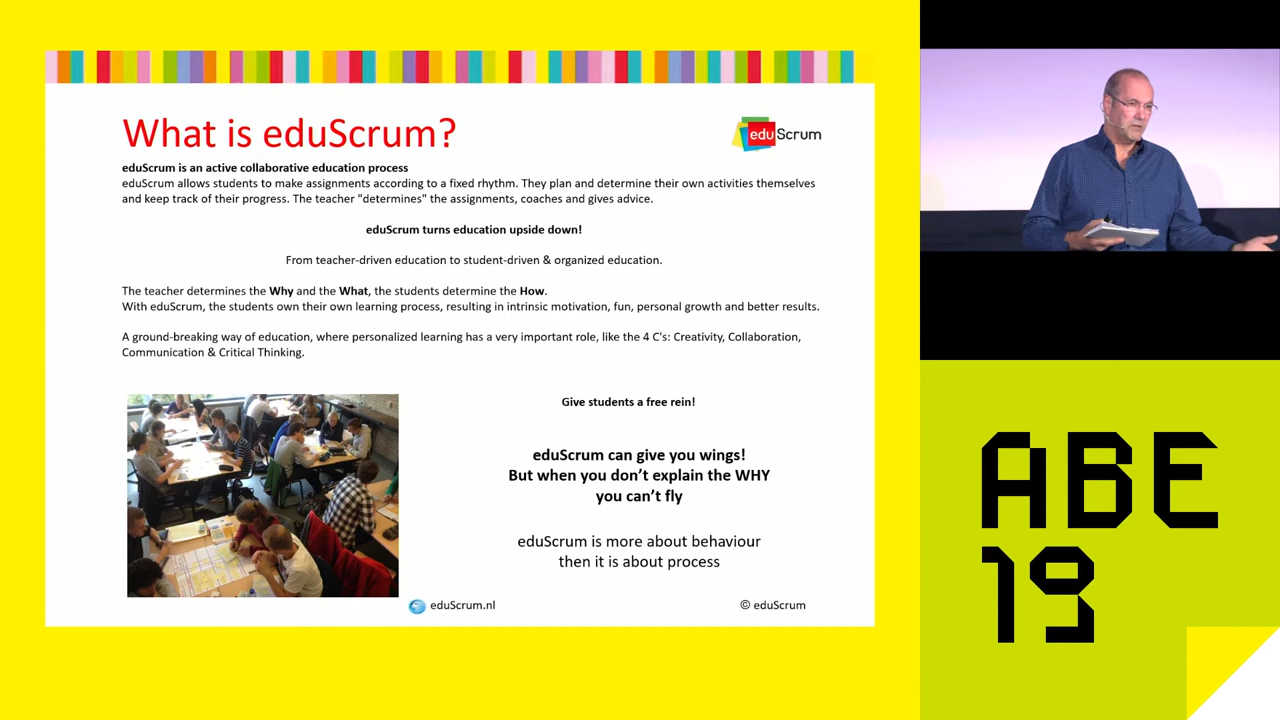 What is eduScrum?
eduScrum
eduScrum is an active collaborative education process
eduScrum allows students to make assignments according to a fixed rhythm. They plan and determine their own activities themselves
and keep track of their progress. The teacher "determines" the assignments, coaches and gives advice.
eduScrum turns education upside down!
From teacher-driven education to student-driven & organized education.
The teacher determines the Why and the What, the students determine the How.
With eduScrum, the students own their own learning process, resulting in intrinsic motivation, fun, personal growth and better results.
A ground-breaking way of education, where personalized learning has a very important role, like the 4 C's: Creativity, Collaboration,
Communication & Critical Thinking.
Give students a free rein!
eduScrum can give you wings!
But when you don’t explain the WHY
you can’t fly
eduScrum is more about behaviour
then it is about process
eduScrum.nl
© eduScrum
ABE
19